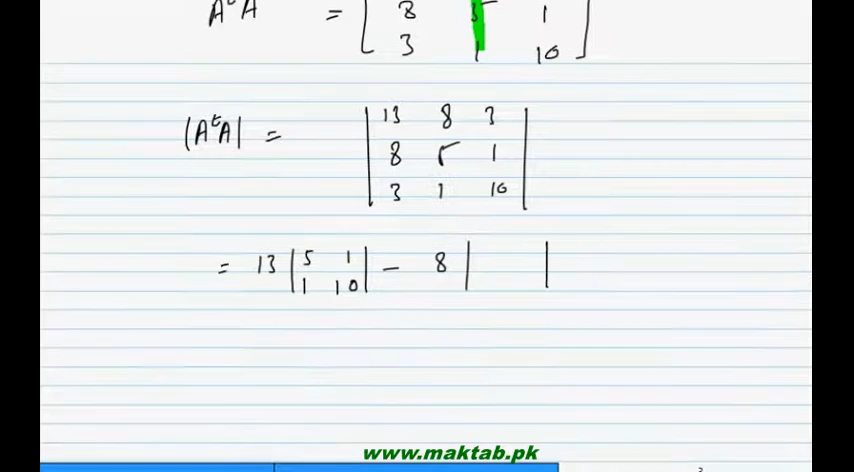 AᵗA = [ 8 5 1
3 1 10 ]
|AᵗA| = | 13 8 3
8 5 1
3 1 10 |
= 13 | 5 1 | - 8 | |
1 10
www.maktab.pk